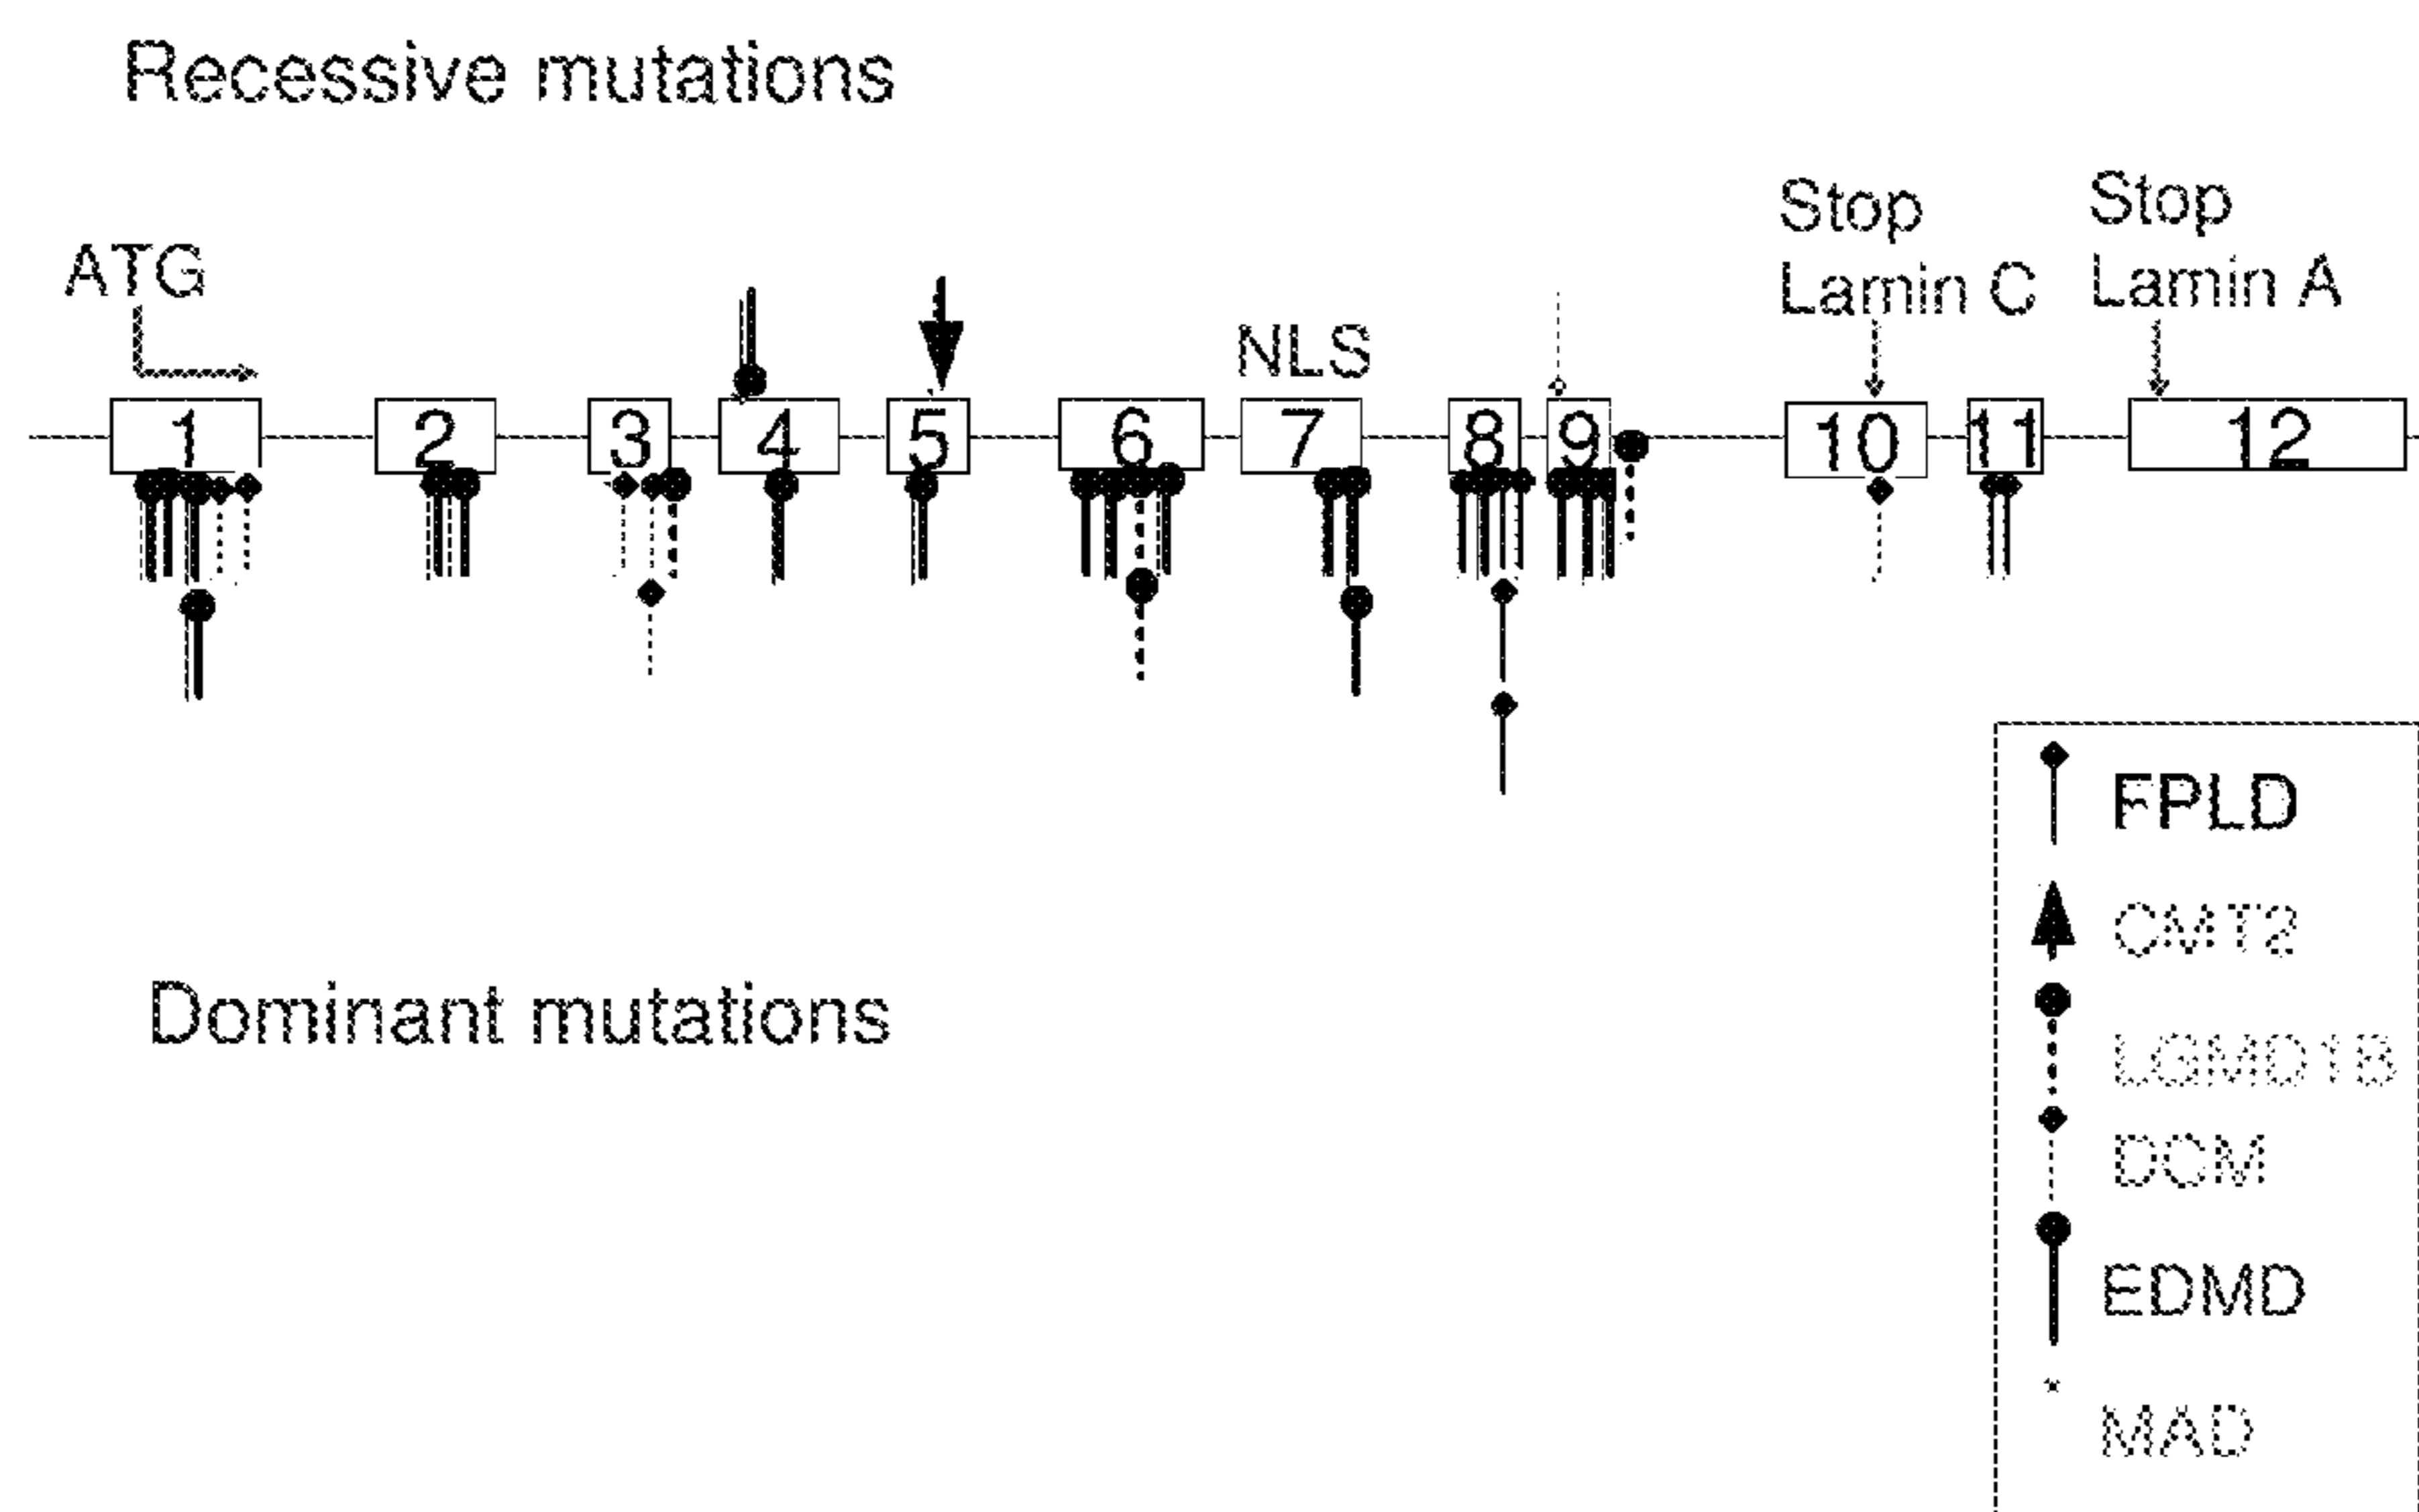 Recessive mutations
Stop
Lamin C
Stop
Lamin A
ATG
NLS
1 2 3 4 5 6 7 8 9 10 11 12
Dominant mutations
FPLD
CMT2
LGMD1B
DCM
EDMD
MAD